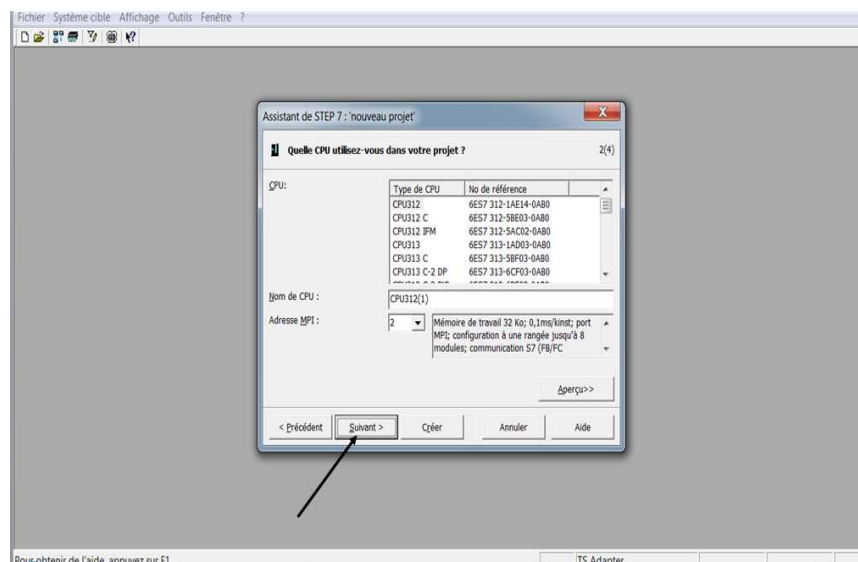 Fichier Système cible Affichage Outils Fenêtre ?
Assistant de STEP 7 : 'nouveau projet'
Quelle CPU utilisez-vous dans votre projet ? 2(4)
CPU:
Type de CPU No de référence
CPU312 6ES7 312-1AE14-0AB0
CPU312 C 6ES7 312-5BE03-0AB0
CPU312 IFM 6ES7 312-5AC02-0AB0
CPU313 6ES7 313-1AD03-0AB0
CPU313 C 6ES7 313-5BF03-0AB0
CPU313 C-2 DP 6ES7 313-6CF03-0AB0
Nom de CPU : CPU312(1)
Adresse MPI : 2
Mémoire de travail 32 Ko; 0,1ms/kinst; port
MPI; configuration à une rangée jusqu'à 8
modules; communication S7 (FB/FC
Aperçu>>
< Précédent Suivant > Créer Annuler Aide
Pour obtenir de l'aide, appuyez sur F1. TS Adapter